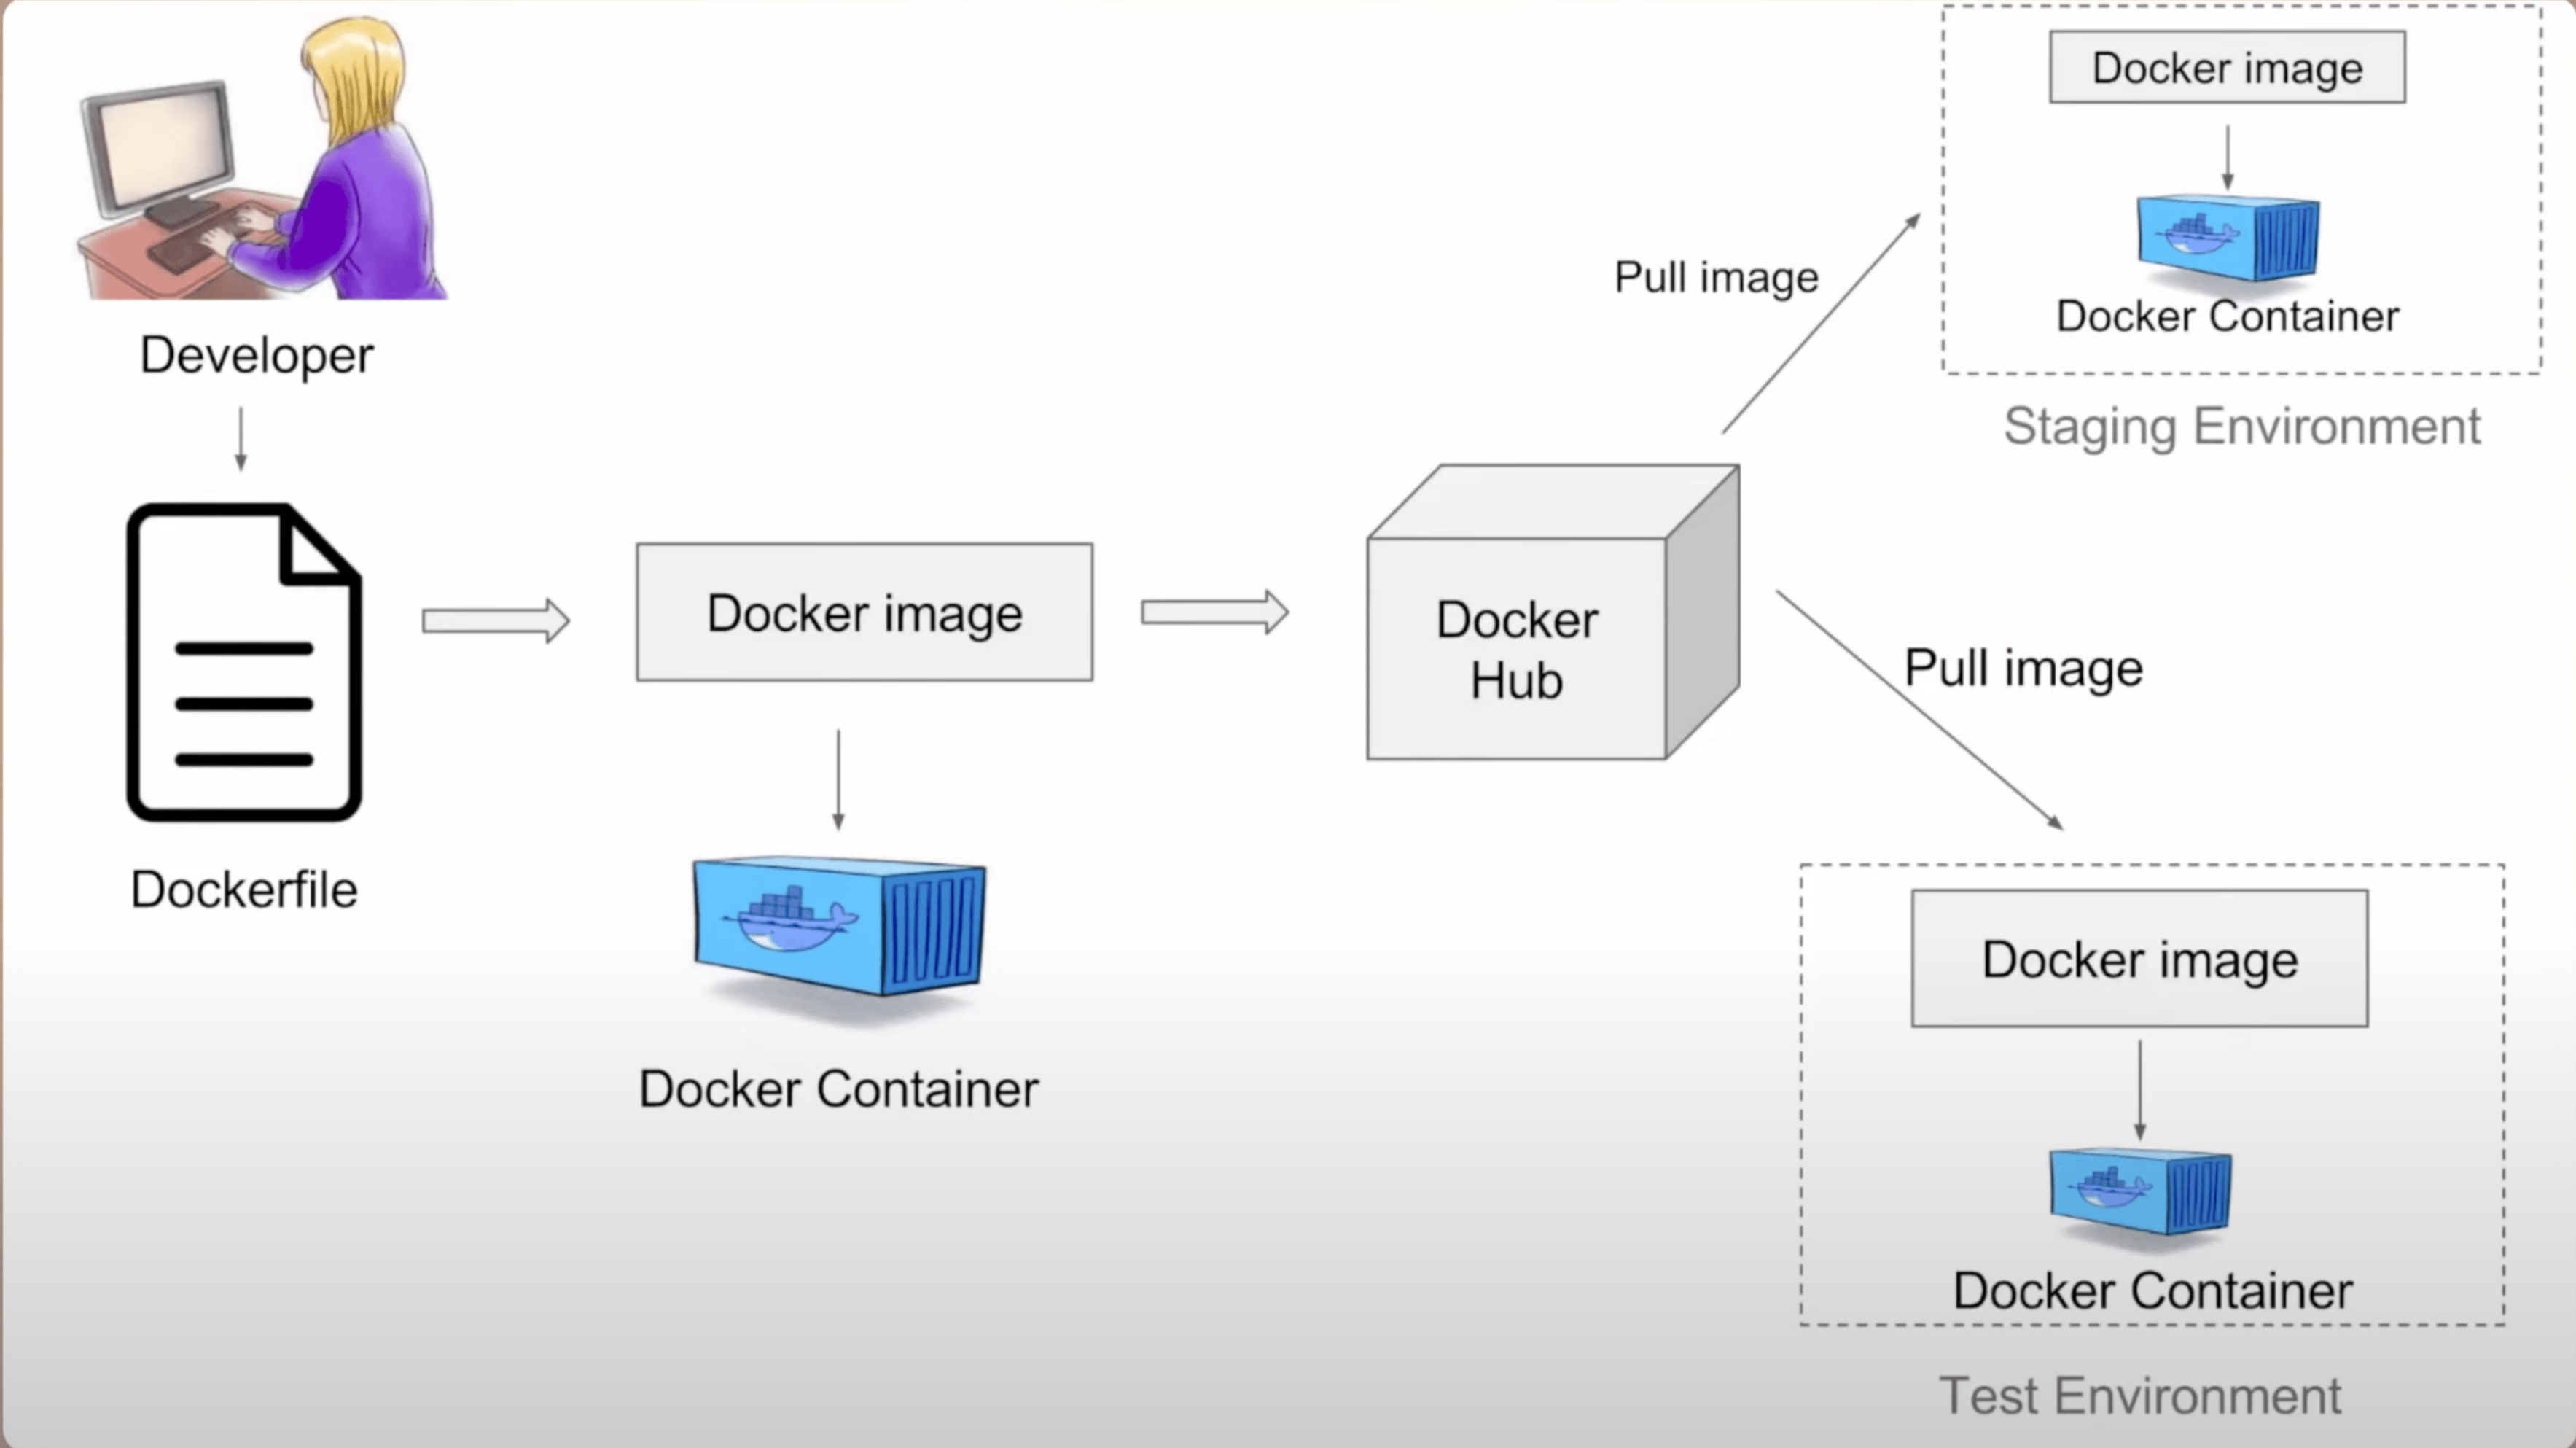 Developer
Dockerfile
Docker image
Docker Container
Docker
Hub
Pull image
Docker image
Docker Container
Staging Environment
Pull image
Docker image
Docker Container
Test Environment